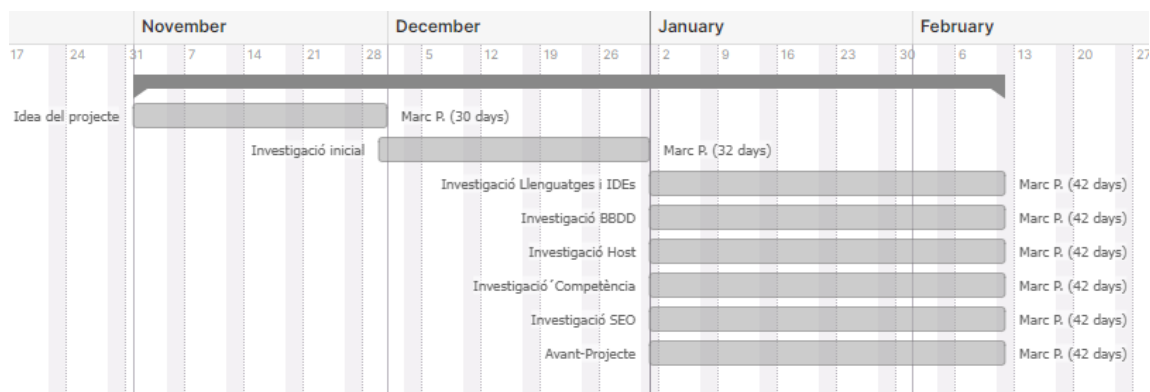 November December January February
17 24 31 7 14 21 28 5 12 19 26 2 9 16 23 30 6 13 20 27
Idea del projecte Marc P. (30 days)
Investigació inicial Marc P. (32 days)
Investigació Llenguatges i IDEs Marc P. (42 days)
Investigació BBDD Marc P. (42 days)
Investigació Host Marc P. (42 days)
Investigació´Competència Marc P. (42 days)
Investigació SEO Marc P. (42 days)
Avant-Projecte Marc P. (42 days)